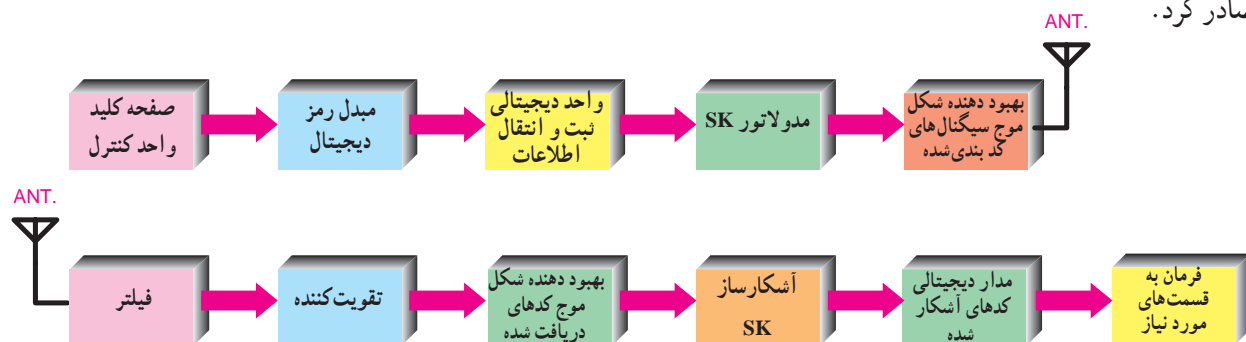 صادر کرد.
ANT.
صفحه کلید
واحد کنترل
مبدل رمز
دیجیتال
واحد دیجیتالی
ثبت و انتقال
اطلاعات
مدولاتور SK
بهبود دهنده شکل
موج سیگنال‌های
کد بندی‌شده
ANT.
فیلتر
تقویت‌کننده
بهبود دهنده شکل
موج کدهای
دریافت شده
آشکارساز
SK
مدار دیجیتالی
کدهای آشکار
شده
فرمان به
قسمت‌های
مورد نیاز